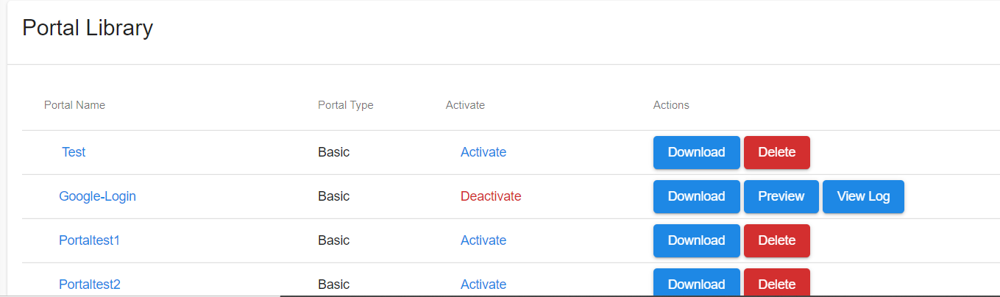 Portal Library
Portal Name Portal Type Activate Actions
Test Basic Activate Download Delete
Google-Login Basic Deactivate Download Preview View Log
Portaltest1 Basic Activate Download Delete
Portaltest2 Basic Activate Download Delete